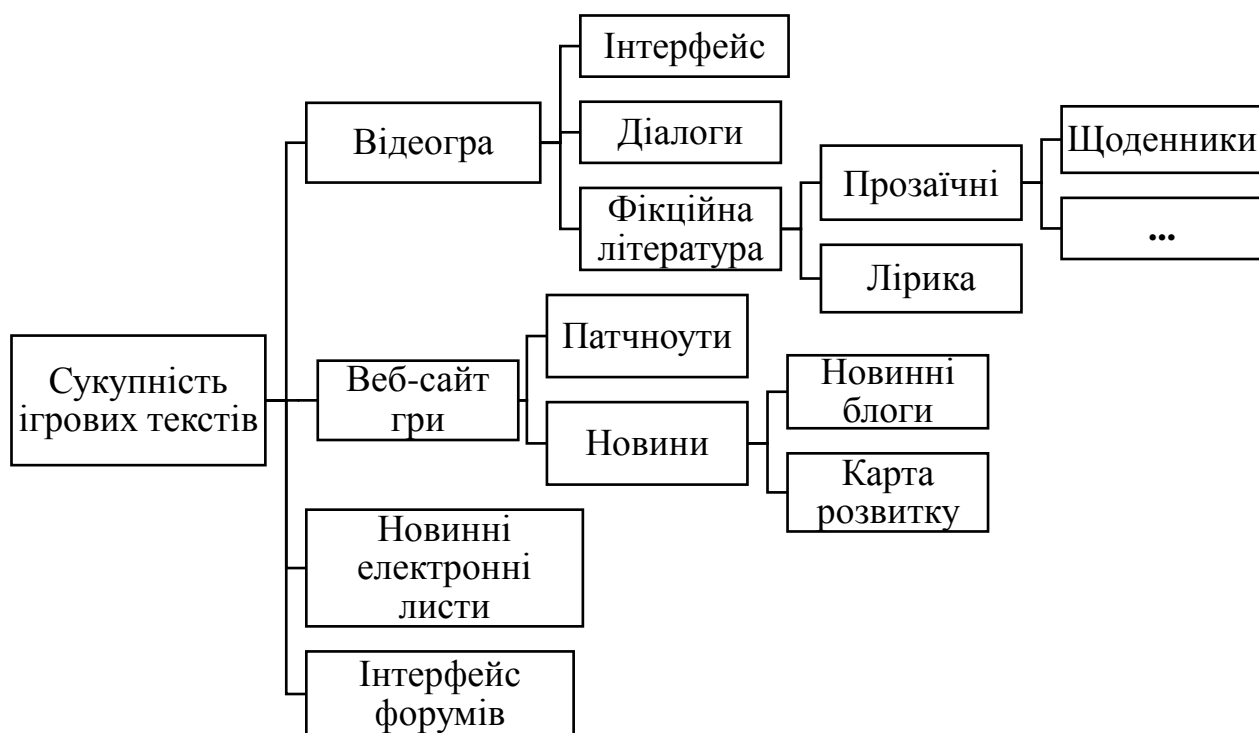 Сукупність
ігрових текстів
Відеогра
Інтерфейс
Діалоги
Фікційна
література
Прозаїчні
Щоденники
...
Лірика
Веб-сайт
гри
Патчноути
Новини
Новинні
блоги
Карта
розвитку
Новинні
електронні
листи
Інтерфейс
форумів